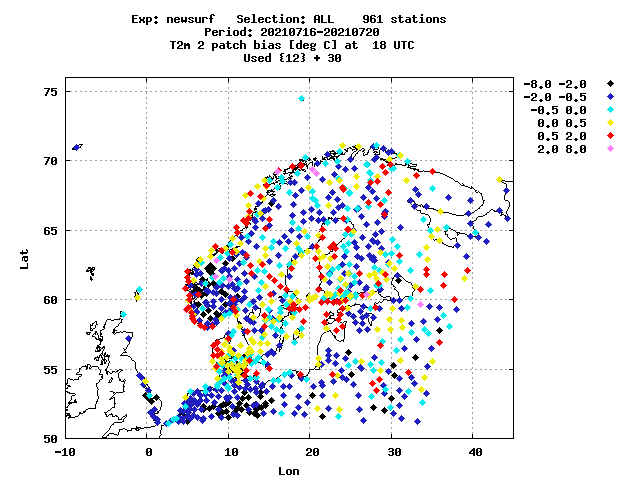 Exp: newsurf Selection: ALL 961 stations
Period: 20210716-20210720
T2m 2 patch bias [deg C] at 18 UTC
Used {12} + 30
-8.0 -2.0
-2.0 -0.5
-0.5 0.0
0.0 0.5
0.5 2.0
2.0 8.0
75
70
65
60
55
50
Lat
-10 0 10 20 30 40
Lon